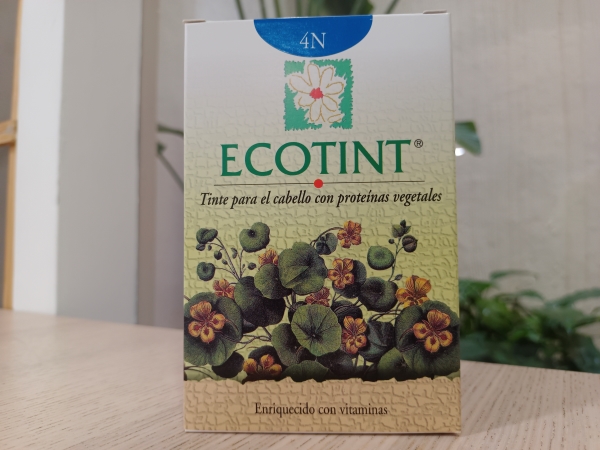 4N
ECOTINT®
Tinte para el cabello con proteínas vegetales
Enriquecido con vitaminas